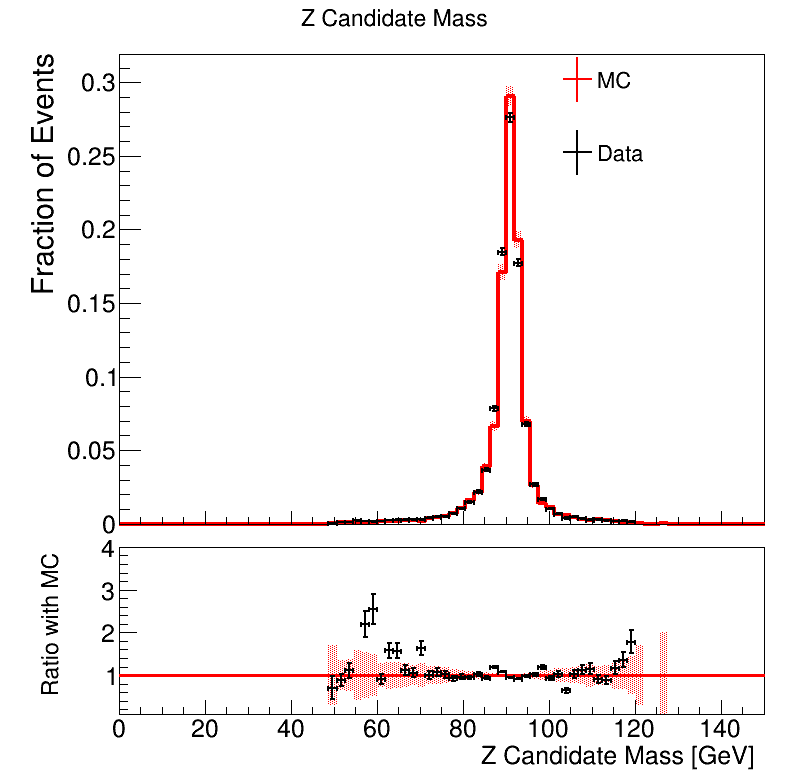 Z Candidate Mass
Fraction of Events
0.3
0.25
0.2
0.15
0.1
0.05
0
MC
Data
Ratio with MC
4
3
2
1
0 20 40 60 80 100 120 140
Z Candidate Mass [GeV]